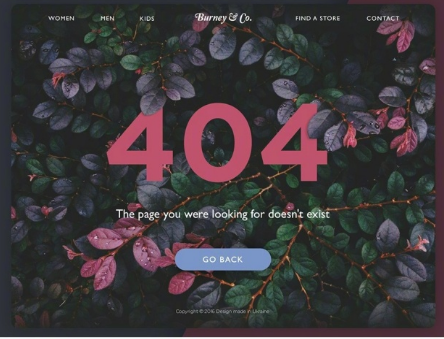 WOMEN MEN KIDS Burney & Co. FIND A STORE CONTACT
404
The page you were looking for doesn't exist
GO BACK
Copyright © 2016 Design made in Ukraine